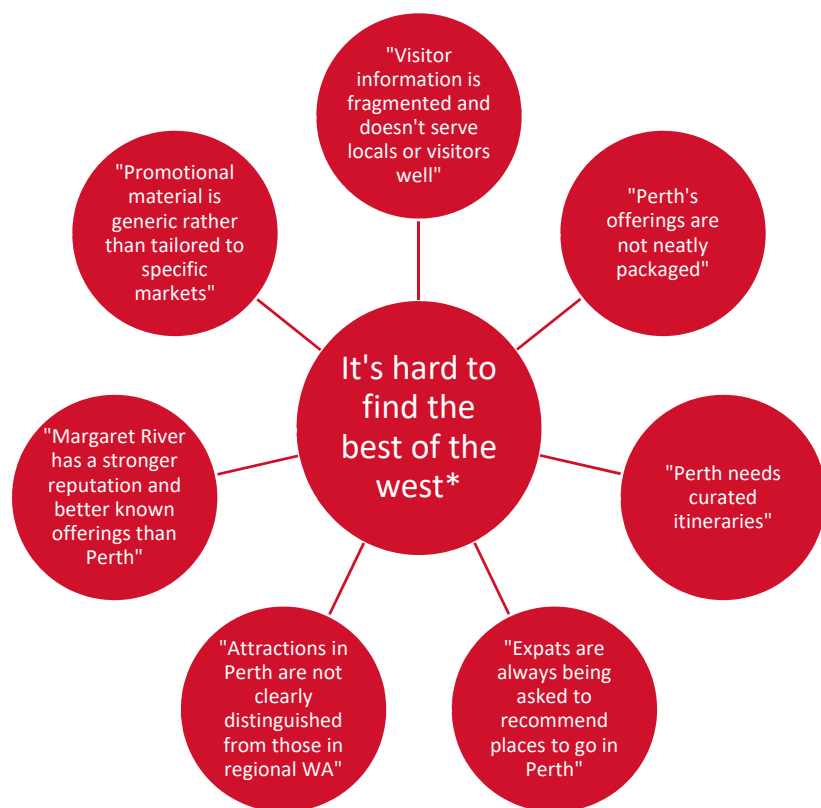 "Visitor
information is
fragmented and
doesn't serve
locals or visitors
well"
"Perth's
offerings are
not neatly
packaged"
"Perth needs
curated
itineraries"
"Expats are
always being
asked to
recommend
places to go in
Perth"
"Attractions in
Perth are not
clearly
distinguished
from those in
regional WA"
"Margaret River
has a stronger
reputation and
better known
offerings than
Perth"
"Promotional
material is
generic rather
than tailored to
specific
markets"
It's hard to
find the
best of the
west*